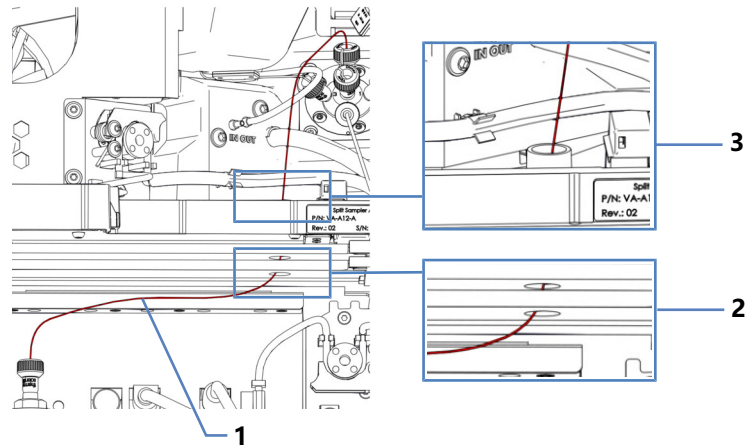 IN OUT
Split Sampler A
P/N: VA-A12-A
Rev.: 02 S/N:
1
IN OUT
Split
P/N: VA-A1
Rev.: 02
3
2